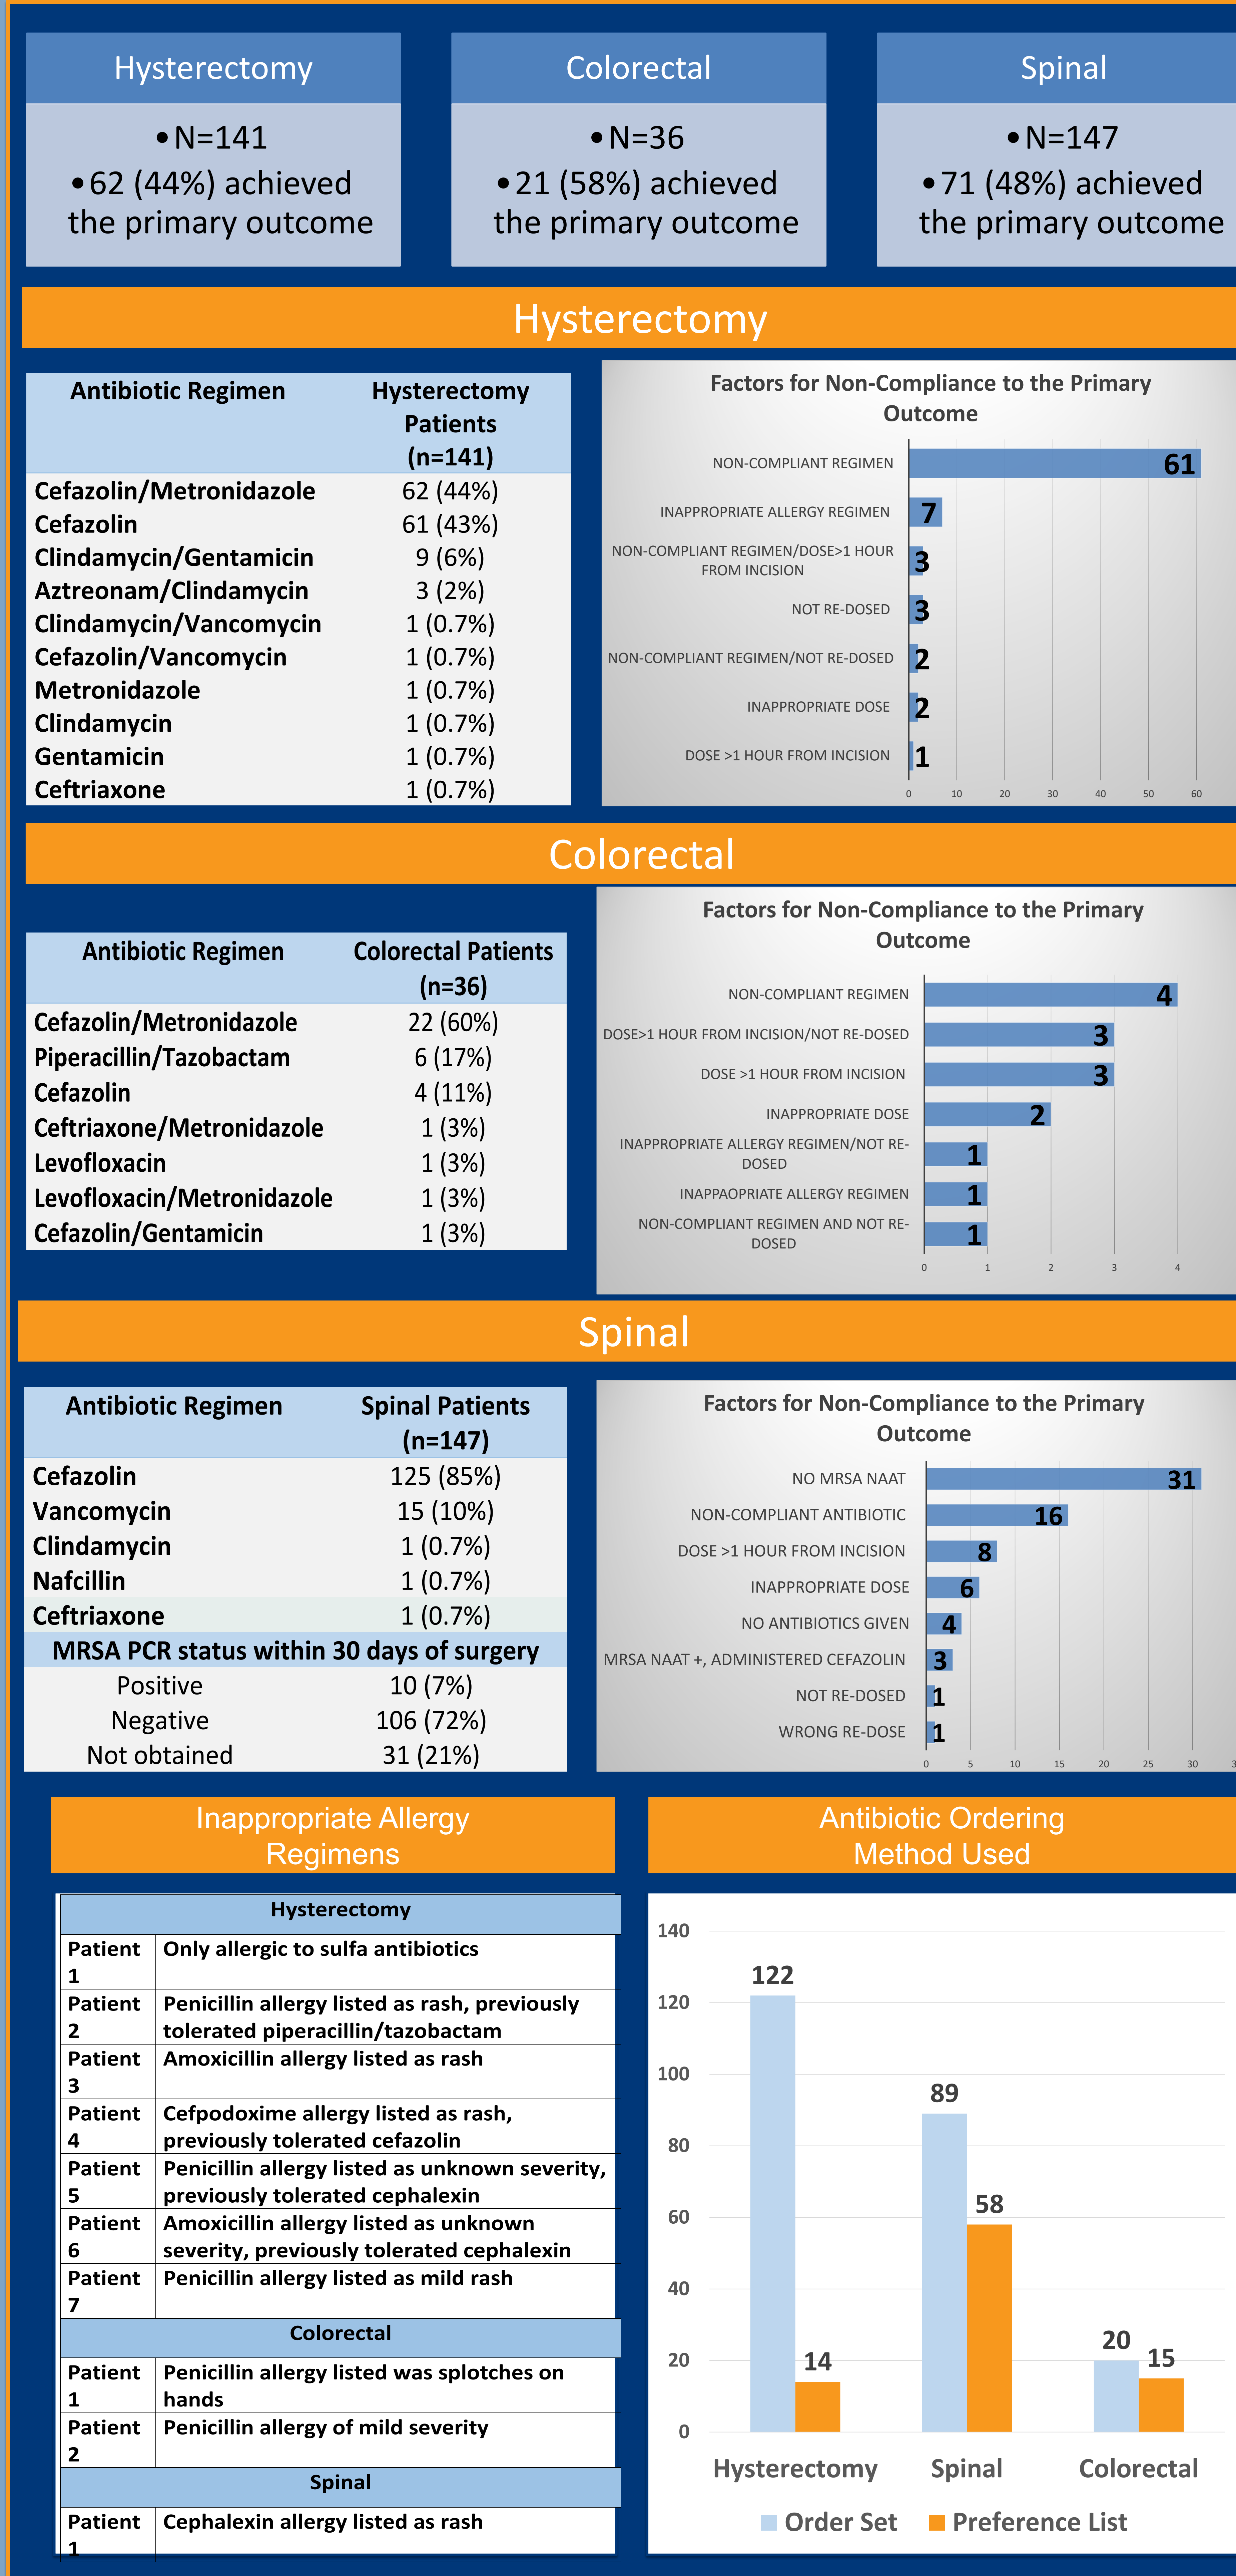 Hysterectomy
•N=141
•62 (44%) achieved
the primary outcome
Colorectal
•N=36
•21 (58%) achieved
the primary outcome
Spinal
•N=147
•71 (48%) achieved
the primary outcome
Hysterectomy
Antibiotic Regimen Hysterectomy
Patients
(n=141)
Cefazolin/Metronidazole 62 (44%)
Cefazolin 61 (43%)
Clindamycin/Gentamicin 9 (6%)
Aztreonam/Clindamycin 3 (2%)
Clindamycin/Vancomycin 1 (0.7%)
Cefazolin/Vancomycin 1 (0.7%)
Metronidazole 1 (0.7%)
Clindamycin 1 (0.7%)
Gentamicin 1 (0.7%)
Ceftriaxone 1 (0.7%)
Factors for Non-Compliance to the Primary
Outcome
NON-COMPLIANT REGIMEN 61
INAPPROPRIATE ALLERGY REGIMEN 7
NON-COMPLIANT REGIMEN/DOSE>1 HOUR
FROM INCISION 3
NOT RE-DOSED 3
NON-COMPLIANT REGIMEN/NOT RE-DOSED 2
INAPPROPRIATE DOSE 2
DOSE >1 HOUR FROM INCISION 1
0 10 20 30 40 50 60
Colorectal
Antibiotic Regimen Colorectal Patients
(n=36)
Cefazolin/Metronidazole 22 (60%)
Piperacillin/Tazobactam 6 (17%)
Cefazolin 4 (11%)
Ceftriaxone/Metronidazole 1 (3%)
Levofloxacin 1 (3%)
Levofloxacin/Metronidazole 1 (3%)
Cefazolin/Gentamicin 1 (3%)
Factors for Non-Compliance to the Primary
Outcome
NON-COMPLIANT REGIMEN 4
DOSE>1 HOUR FROM INCISION/NOT RE-DOSED 3
DOSE >1 HOUR FROM INCISION 3
INAPPROPRIATE DOSE 2
INAPPROPRIATE ALLERGY REGIMEN/NOT RE-
DOSED 1
INAPPAOPRIATE ALLERGY REGIMEN 1
NON-COMPLIANT REGIMEN AND NOT RE-
DOSED 1
0 1 2 3 4
Spinal
Antibiotic Regimen Spinal Patients
(n=147)
Cefazolin 125 (85%)
Vancomycin 15 (10%)
Clindamycin 1 (0.7%)
Nafcillin 1 (0.7%)
Ceftriaxone 1 (0.7%)
MRSA PCR status within 30 days of surgery
Positive 10 (7%)
Negative 106 (72%)
Not obtained 31 (21%)
Factors for Non-Compliance to the Primary
Outcome
NO MRSA NAAT 31
NON-COMPLIANT ANTIBIOTIC 16
DOSE >1 HOUR FROM INCISION 8
INAPPROPRIATE DOSE 6
NO ANTIBIOTICS GIVEN 4
MRSA NAAT +, ADMINISTERED CEFAZOLIN 3
NOT RE-DOSED 1
WRONG RE-DOSE 1
0 5 10 15 20 25 30
Inappropriate Allergy
Regimens
Hysterectomy
Patient Only allergic to sulfa antibiotics
1
Patient Penicillin allergy listed as rash, previously
2 tolerated piperacillin/tazobactam
Patient Amoxicillin allergy listed as rash
3
Patient Cefpodoxime allergy listed as rash,
4 previously tolerated cefazolin
Patient Penicillin allergy listed as unknown severity,
5 previously tolerated cephalexin
Patient Amoxicillin allergy listed as unknown
6 severity, previously tolerated cephalexin
Patient Penicillin allergy listed as mild rash
7
Colorectal
Patient Penicillin allergy listed was splotches on
1 hands
Patient Penicillin allergy of mild severity
2
Spinal
Patient Cephalexin allergy listed as rash
1
Antibiotic Ordering
Method Used
140
120
100
80
60
40
20
0
122
14
89
58
20
15
Hysterectomy Spinal Colorectal
Order Set Preference List